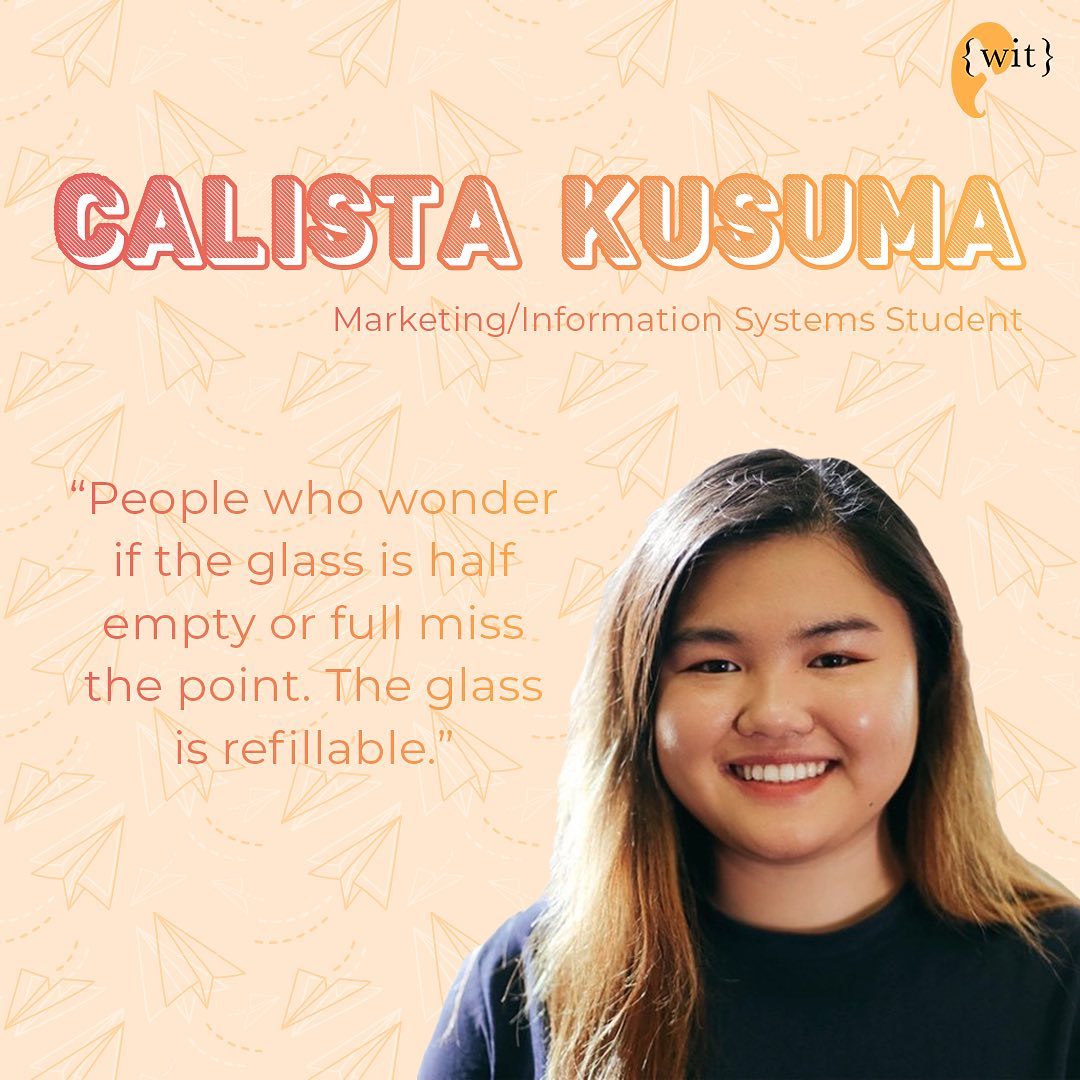 {wit}
CALISTA KUSUMA
Marketing/Information Systems Student
“People who wonder
if the glass is half
empty or full miss
the point. The glass
is refillable.”